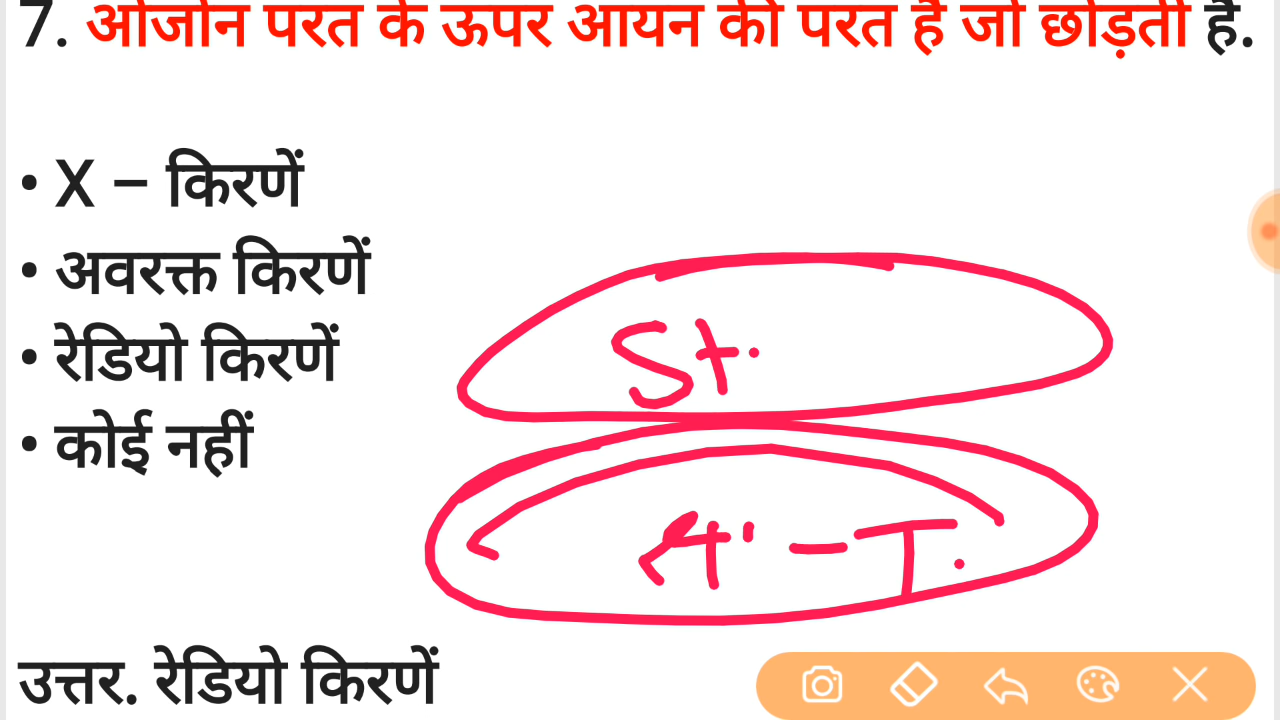 7. ओजोन परत के ऊपर आयन की परत है जो छोड़ती है.
• X – किरणें
• अवरक्त किरणें
• रेडियो किरणें
• कोई नहीं
St.
उत्तर. रेडियो किरणें